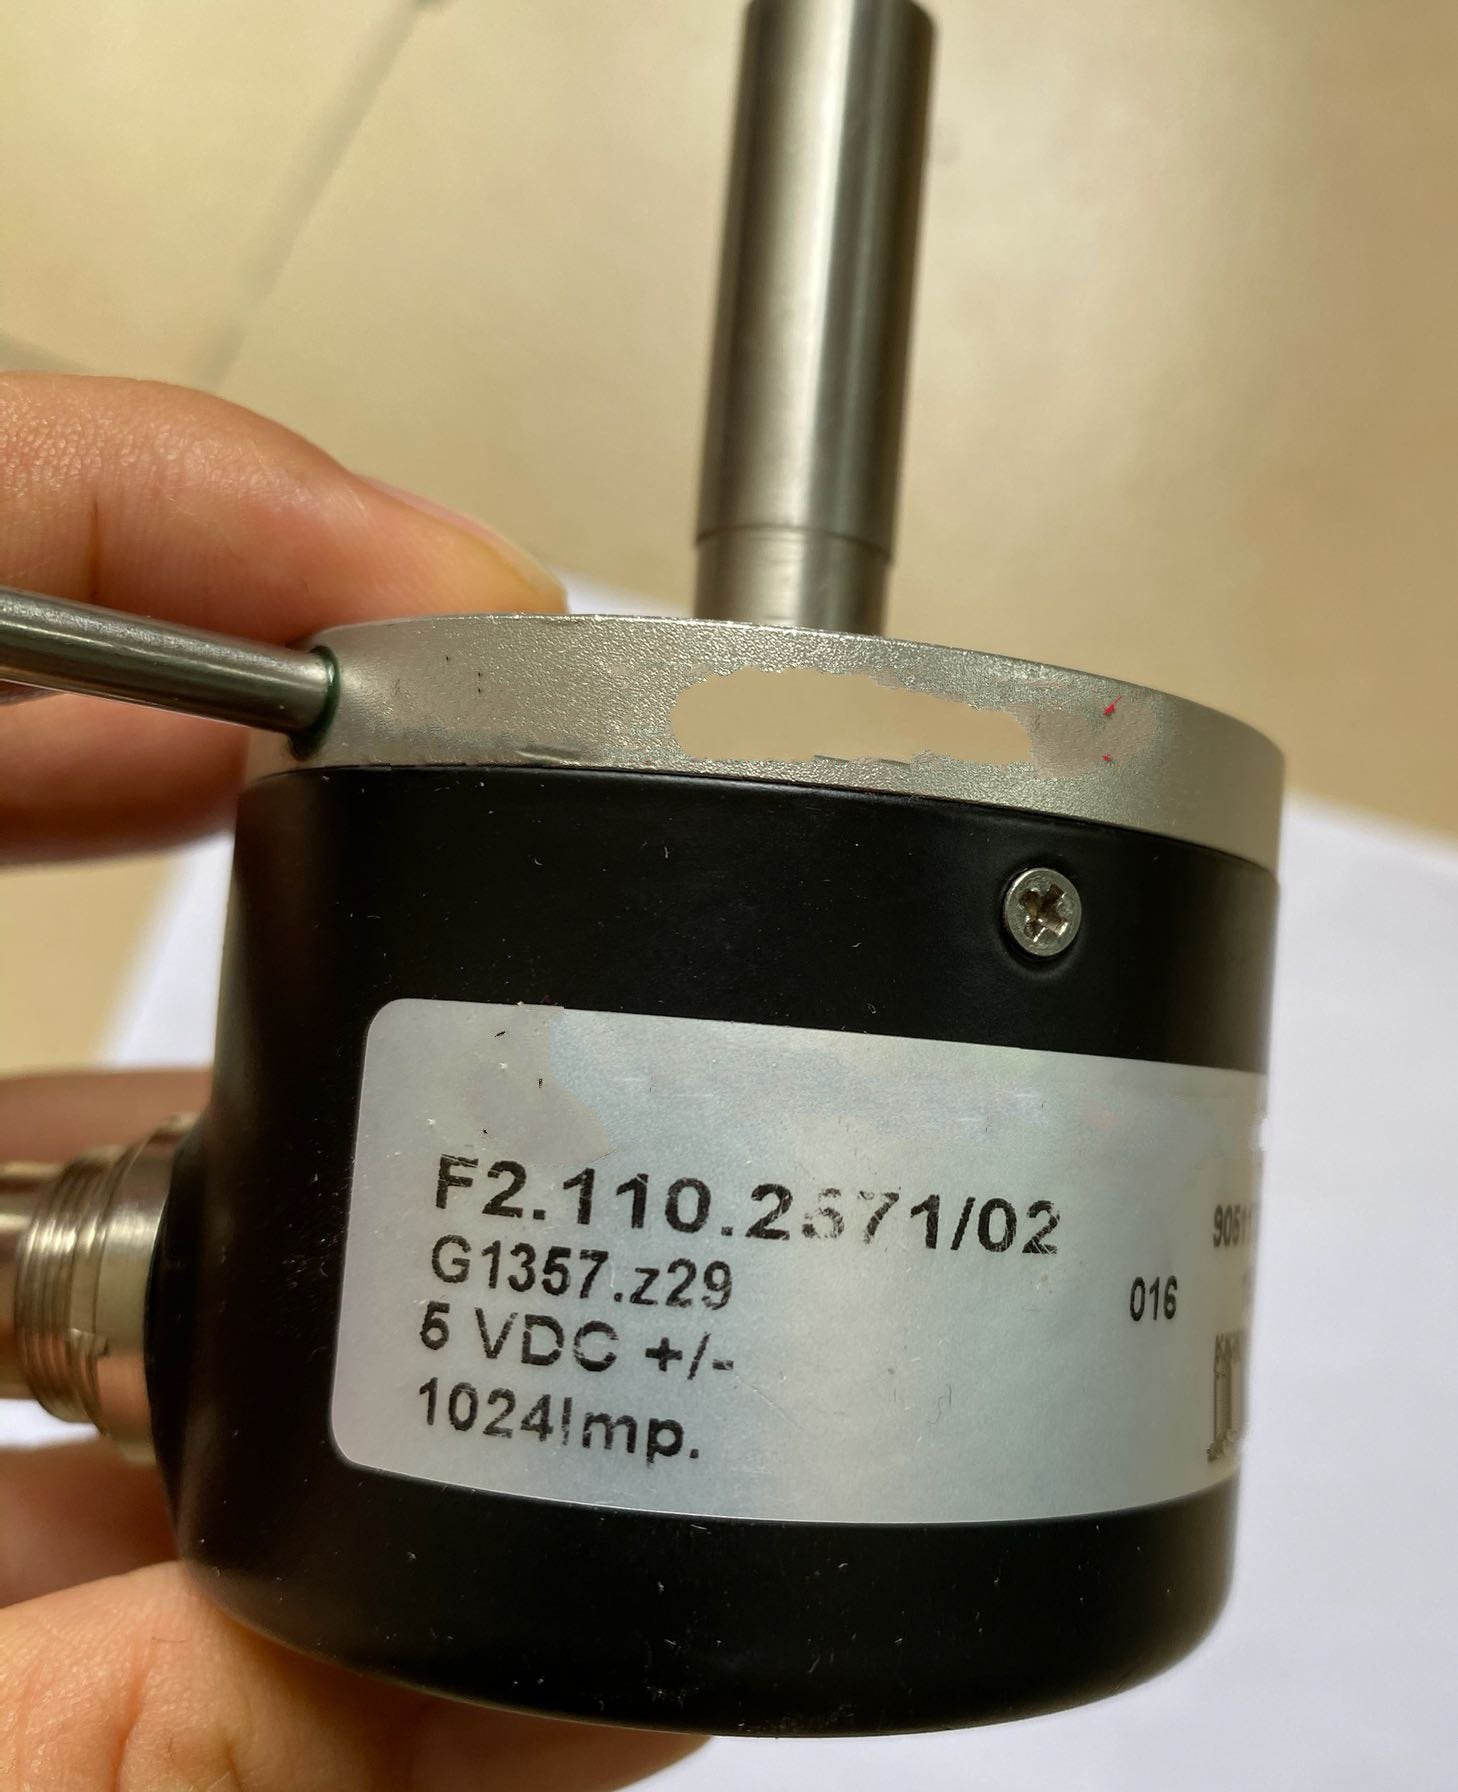 F2.110.2571/02
G1357.z29
5 VDC +/-
1024Imp.
016